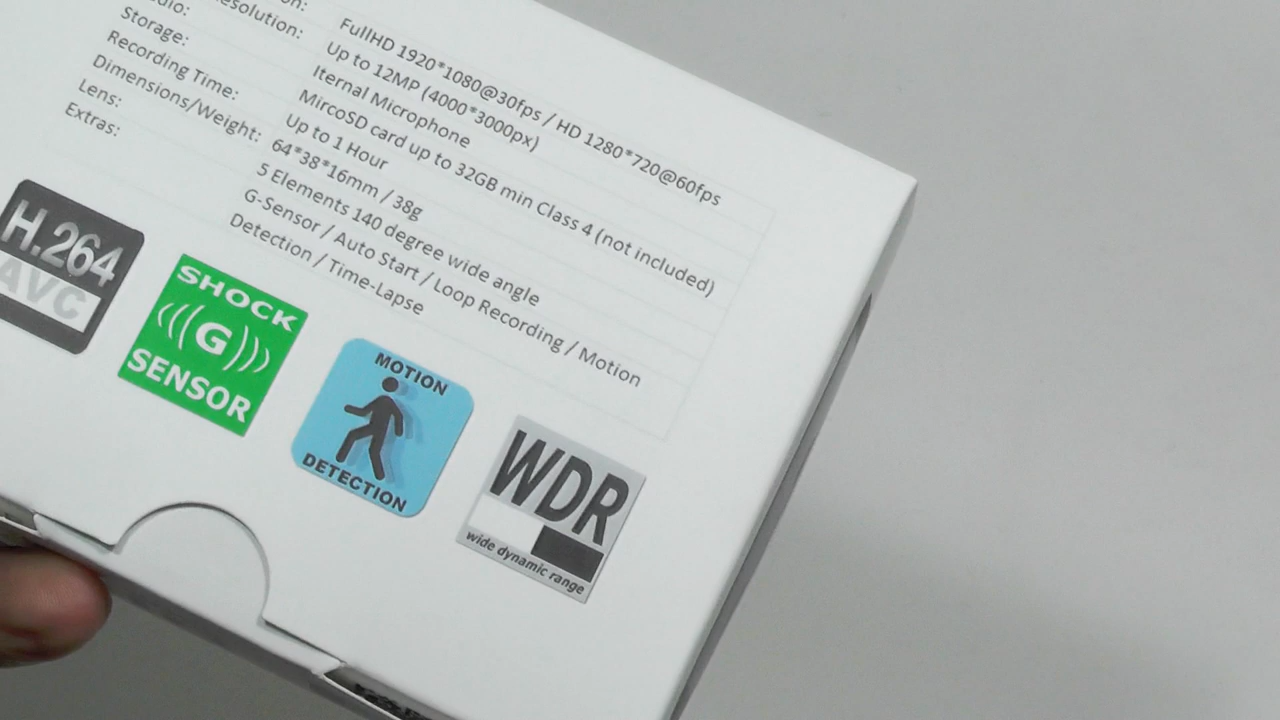 FullHD 1920*1080@30fps / HD 1280*720@60fps
Up to 12MP (4000*3000px)
Iternal Microphone
Storage: MircoSD card up to 32GB min Class 4 (not included)
Recording Time: Up to 1 Hour
Dimensions/Weight: 64*38*16mm / 38g
Lens: 5 Elements 140 degree wide angle
Extras: G-Sensor / Auto Start / Loop Recording / Motion
Detection / Time-Lapse
H.264
AVC
SHOCK
G
SENSOR
MOTION
DETECTION
WDR
wide dynamic range